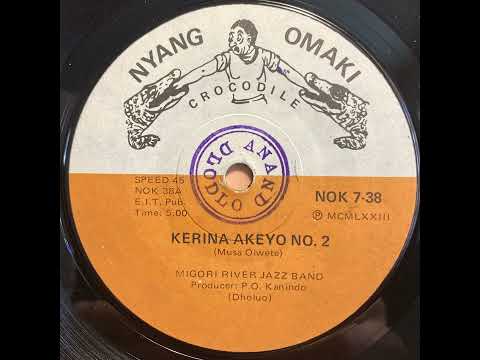 NYANG OMAKI
CROCODILE
ANAND
DLODLO
SPEED 45
NOK 38A
E.I.T. Pub.
Time: 5.00
NOK 7-38
Ⓟ MCMLXXIII
KERINA AKEYO NO. 2
(Musa Olwete)
MIGORI RIVER JAZZ BAND
Producer: P.O. Kanindo
(Dholuo)